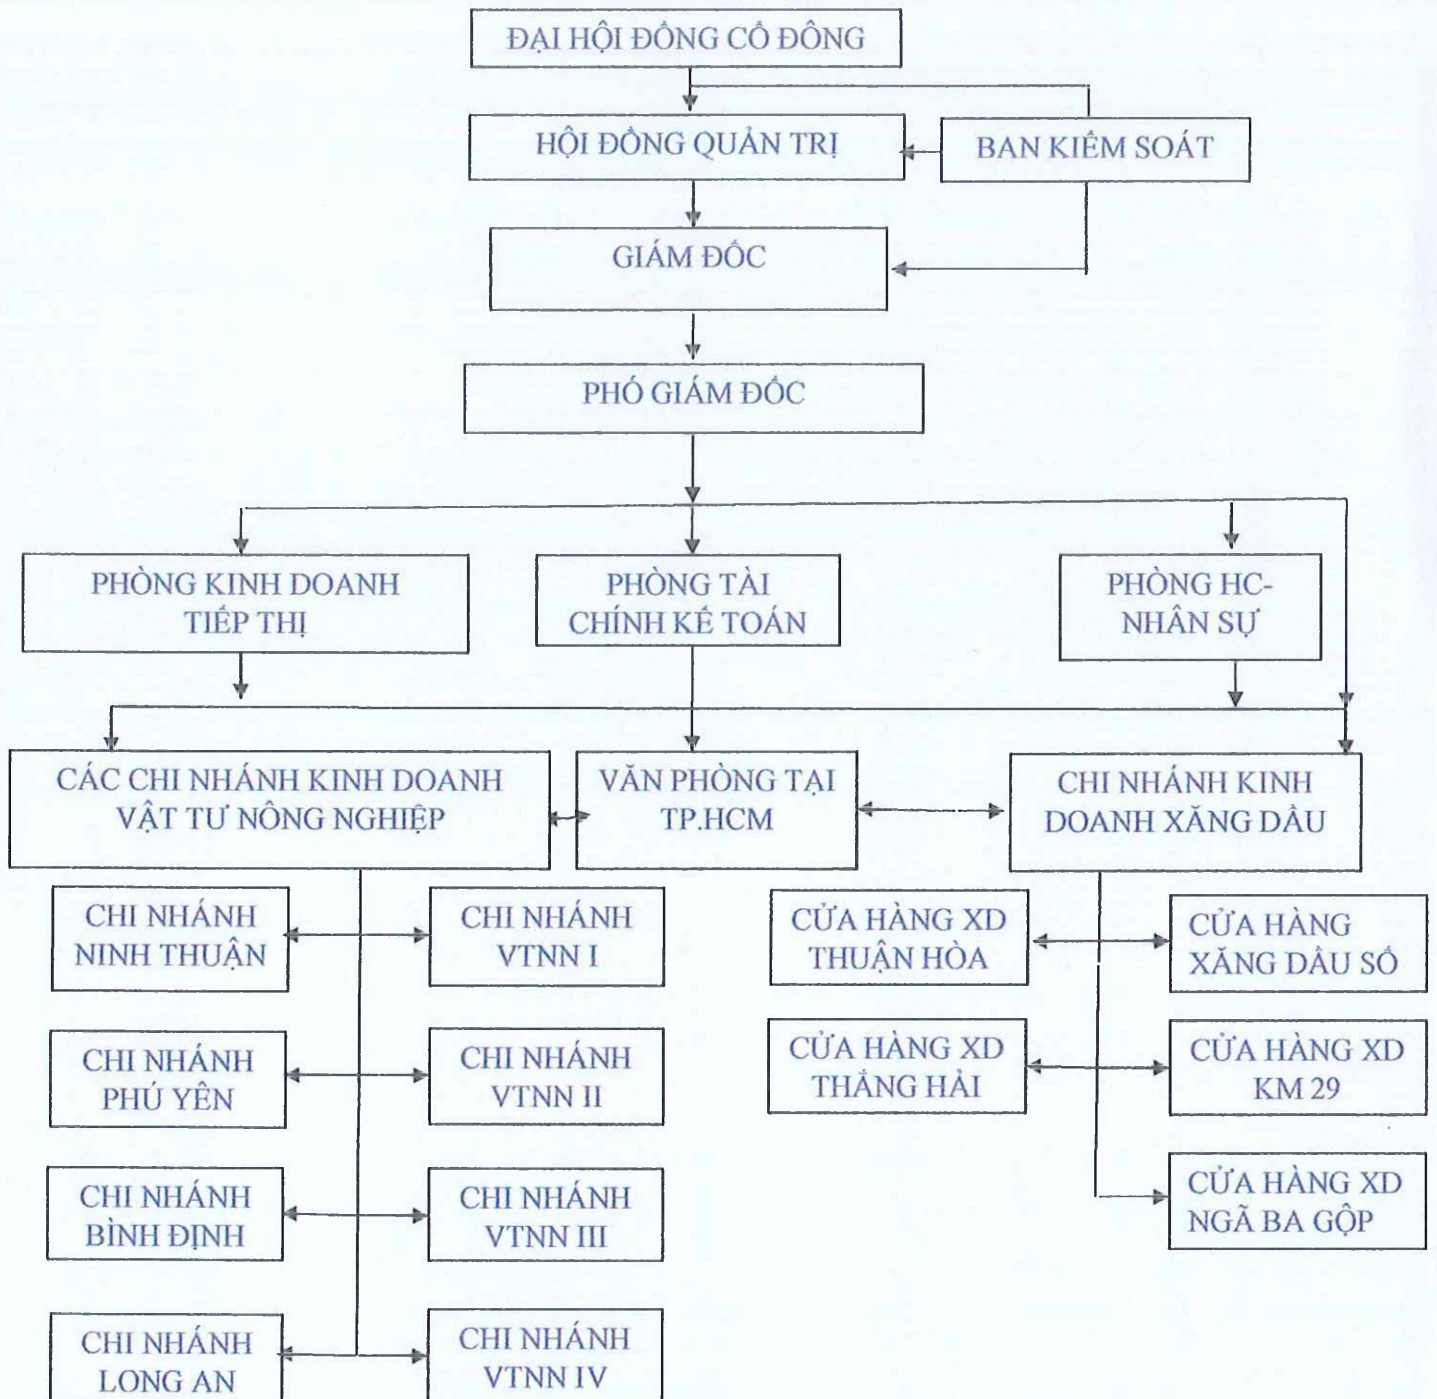 ĐẠI HỘI ĐỒNG CỔ ĐÔNG
HỘI ĐỒNG QUẢN TRỊ
BAN KIỂM SOÁT
GIÁM ĐỐC
PHÓ GIÁM ĐỐC
PHÒNG KINH DOANH
TIẾP THỊ
PHÒNG TÀI
CHÍNH KẾ TOÁN
PHÒNG HC-
NHÂN SỰ
CÁC CHI NHÁNH KINH DOANH
VẬT TƯ NÔNG NGHIỆP
VĂN PHÒNG TẠI
TP.HCM
CHI NHÁNH KINH
DOANH XĂNG DẦU
CHI NHÁNH
NINH THUẬN
CHI NHÁNH
VTNN I
CỬA HÀNG XD
THUẬN HÒA
CỬA HÀNG
XĂNG DẦU SỐ
CHI NHÁNH
PHÚ YÊN
CHI NHÁNH
VTNN II
CỬA HÀNG XD
THẮNG HẢI
CỬA HÀNG XD
KM 29
CHI NHÁNH
BÌNH ĐỊNH
CHI NHÁNH
VTNN III
CỬA HÀNG XD
NGÃ BA GỘP
CHI NHÁNH
LONG AN
CHI NHÁNH
VTNN IV